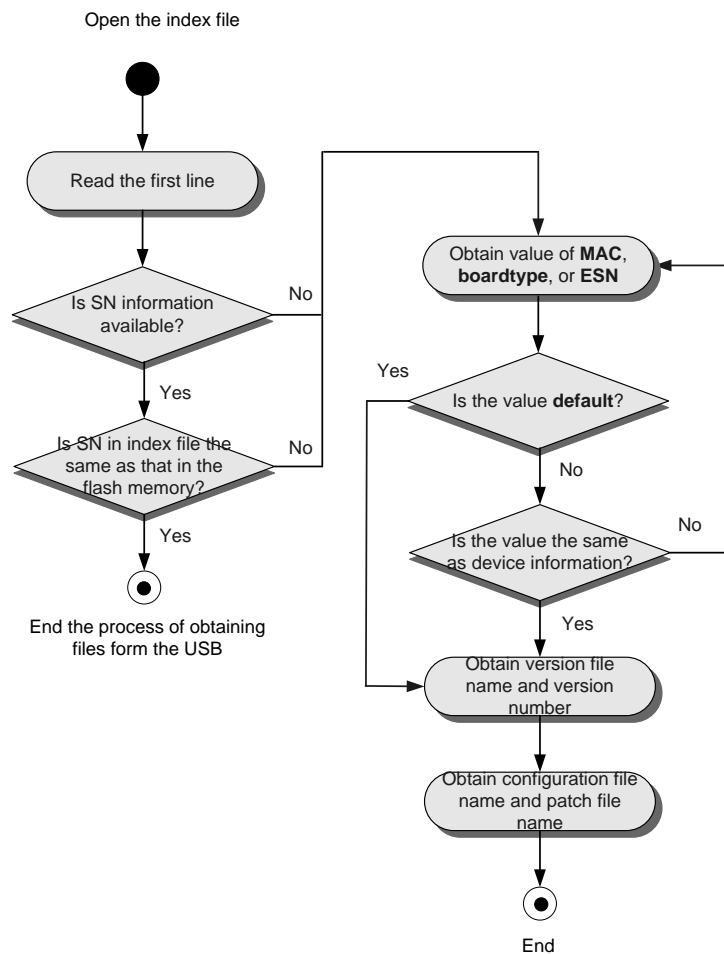 Open the index file
Read the first line
Is SN information
available?
No
Yes
Is SN in index file the
same as that in the
flash memory?
No
Yes
End the process of obtaining
files form the USB
Obtain value of MAC,
boardtype, or ESN
Yes
Is the value default?
No
Is the value the same
as device information?
No
Yes
Obtain version file
name and version
number
Obtain configuration file
name and patch file
name
End